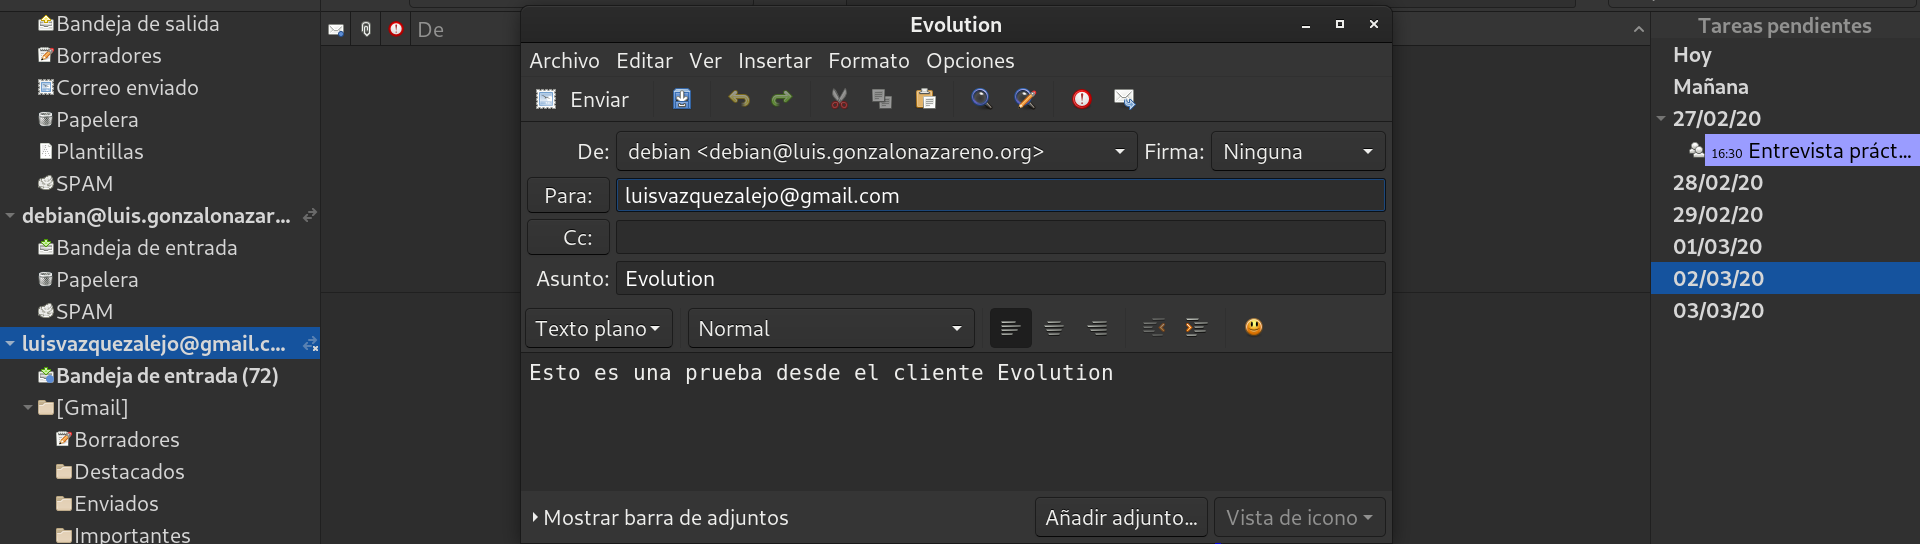 Bandeja de salida
Borradores
Correo enviado
Papelera
Plantillas
SPAM
debian@luis.gonzalonazar...
Bandeja de entrada
Papelera
SPAM
luisvazquezalejo@gmail.c...
Bandeja de entrada (72)
[Gmail]
Borradores
Destacados
Enviados
Importantes
De
Evolution
Archivo Editar Ver Insertar Formato Opciones
Enviar
De: debian <debian@luis.gonzalonazareno.org> Firma: Ninguna
Para: luisvazquezalejo@gmail.com
Cc:
Asunto: Evolution
Texto plano Normal
Esto es una prueba desde el cliente Evolution
Mostrar barra de adjuntos Añadir adjunto... Vista de icono
Tareas pendientes
Hoy
Mañana
27/02/20
16:30 Entrevista práct...
28/02/20
29/02/20
01/03/20
02/03/20
03/03/20